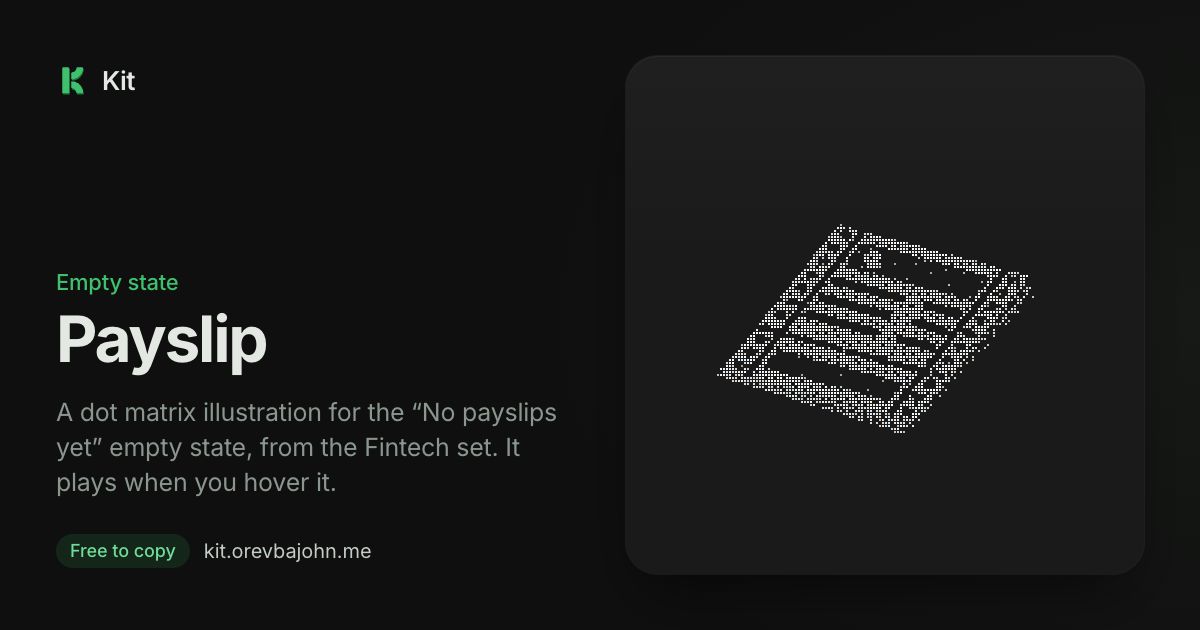 Kit
Empty state
Payslip
A dot matrix illustration for the “No payslips
yet” empty state, from the Fintech set. It
plays when you hover it.
Free to copy
kit.orevbajohn.me